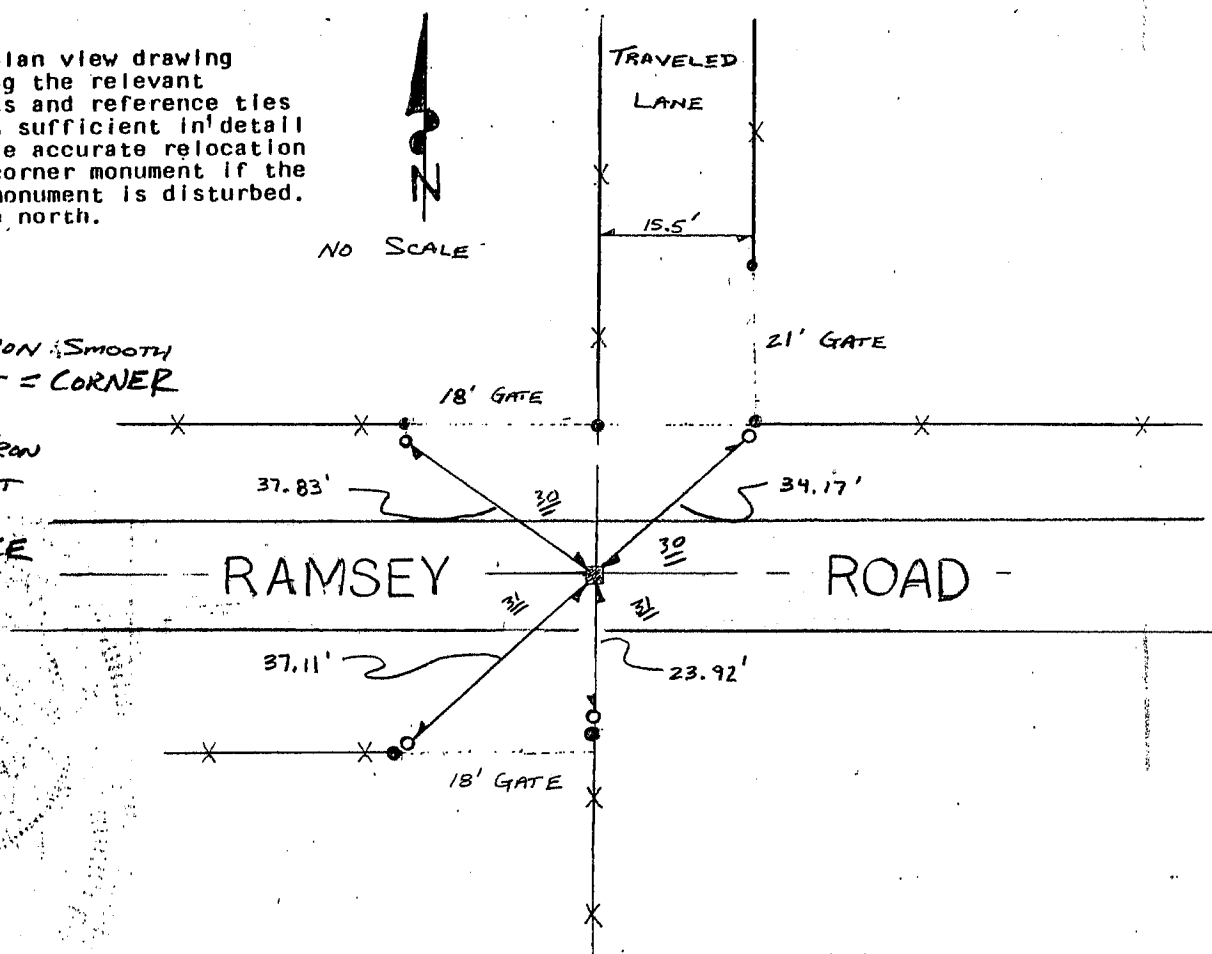 lan view drawing
g the relevant
s and reference ties
sufficient in detail
e accurate relocation
corner monument if the
monument is disturbed.
north.
N
NO SCALE
TRAVELED
LANE
15.5'
21' GATE
ON SMOOTH
= CORNER
18' GATE
37.83'
30
34.17'
30
RAMSEY ROAD
31
31
37.11'
23.92'
18' GATE